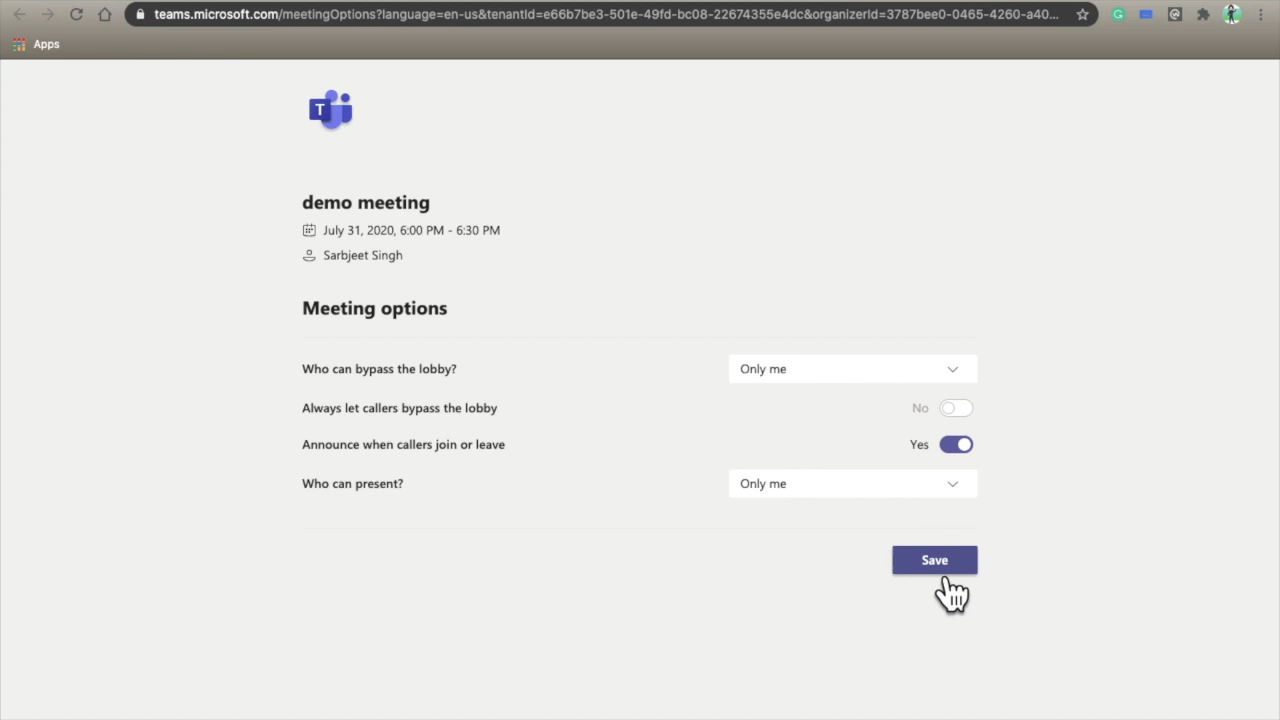 teams.microsoft.com/meetingOptions?language=en-us&tenantId=e66b7be3-501e-49fd-bc08-22674355e4dc&organizerId=3787bee0-0465-4260-a40...
Apps
T
demo meeting
July 31, 2020, 6:00 PM - 6:30 PM
Sarbjeet Singh
Meeting options
Who can bypass the lobby? Only me
Always let callers bypass the lobby No
Announce when callers join or leave Yes
Who can present? Only me
Save